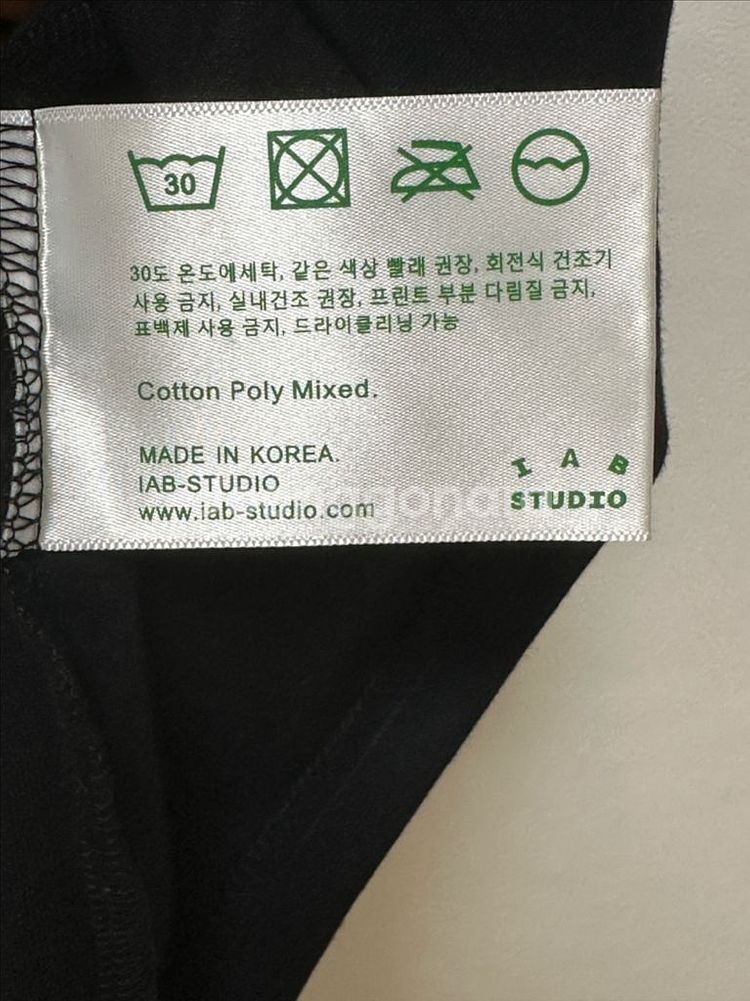 30
30도 온도에세탁, 같은 색상 빨래 권장, 회전식 건조기
사용 금지, 실내건조 권장, 프린트 부분 다림질 금지,
표백제 사용 금지, 드라이클리닝 가능
Cotton Poly Mixed.
MADE IN KOREA.
IAB-STUDIO
www.iab-studio.com
I A B
STUDIO